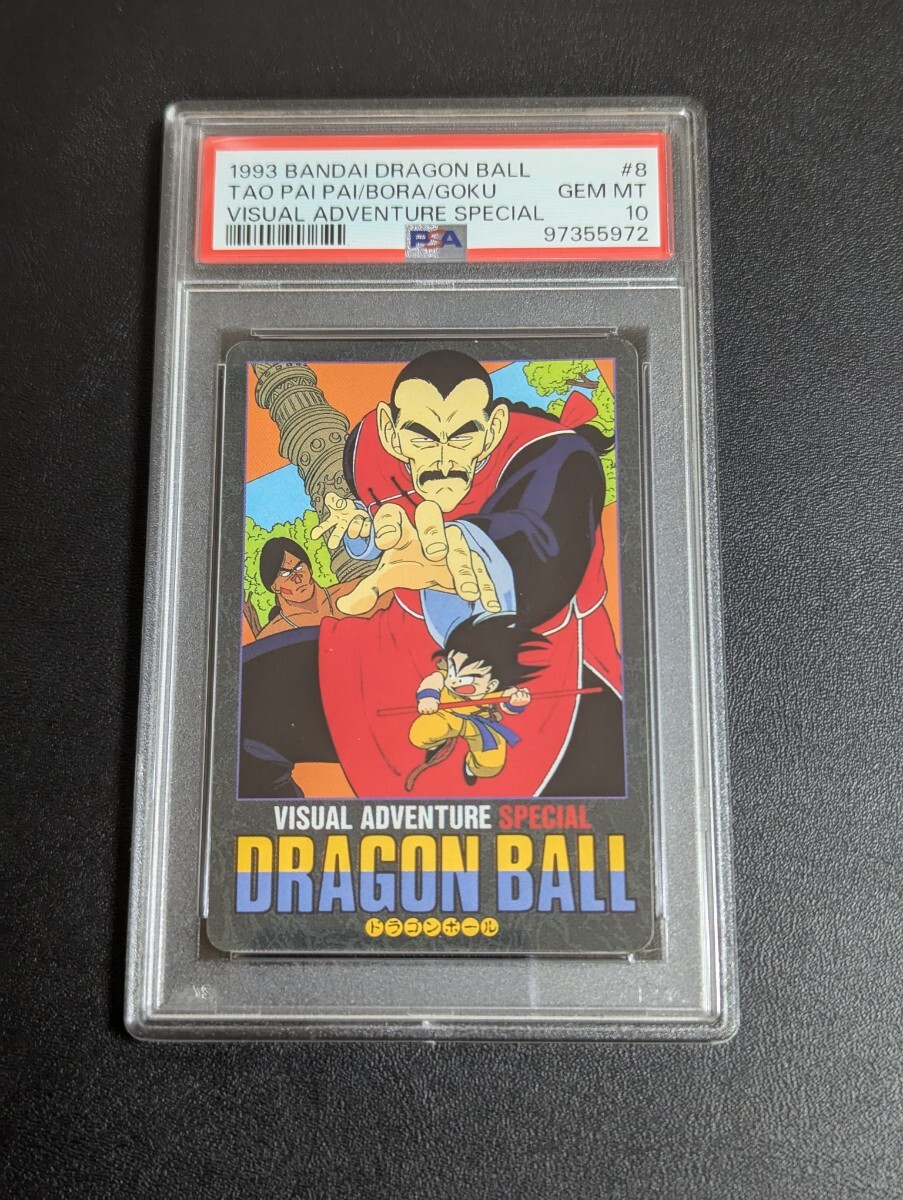 1993 BANDAI DRAGON BALL #8
TAO PAI PAI/BORA/GOKU GEM MT
VISUAL ADVENTURE SPECIAL 10
PSA 97355972
VISUAL ADVENTURE SPECIAL
DRAGON BALL
ドラゴンボール